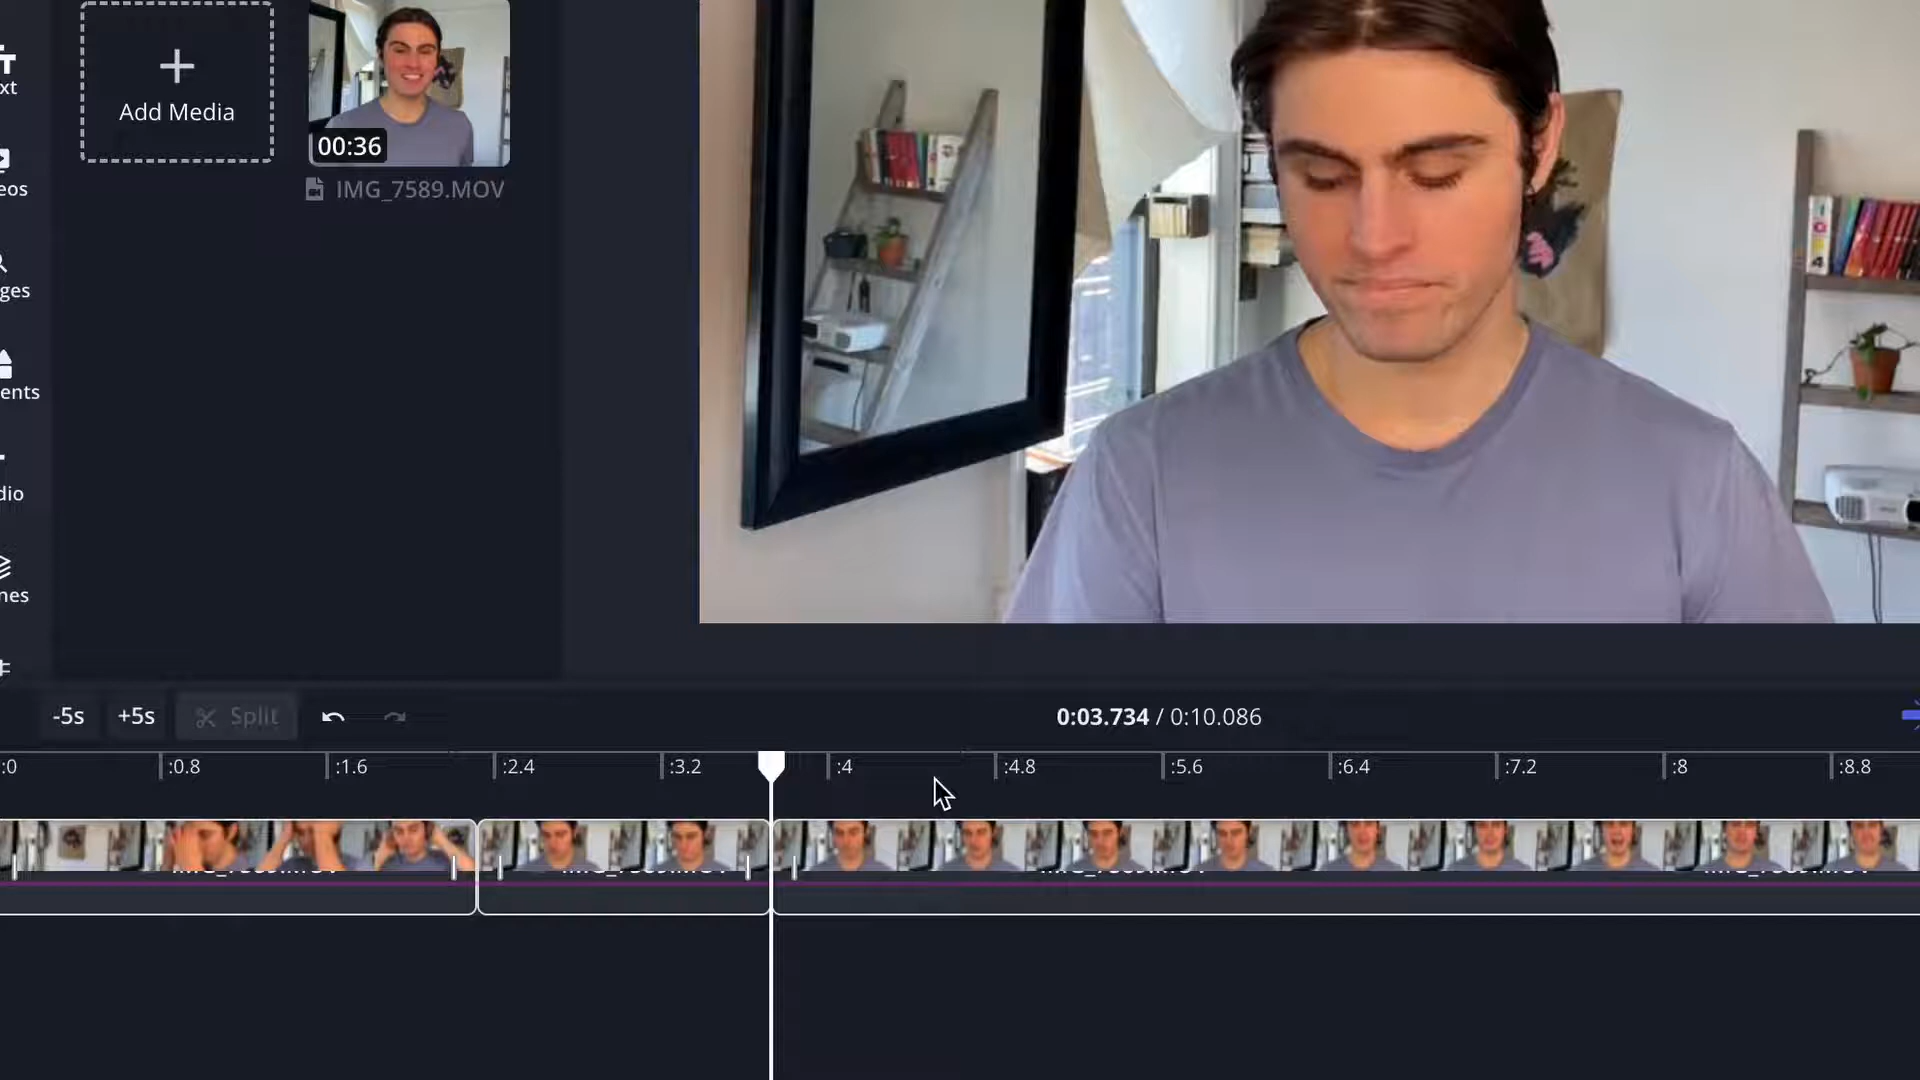 xt
Add Media
00:36
IMG_7589.MOV
eos
ges
ents
dio
nes
-5s +5s Split 0:03.734 / 0:10.086
:0 :0.8 :1.6 :2.4 :3.2 :4 :4.8 :5.6 :6.4 :7.2 :8 :8.8